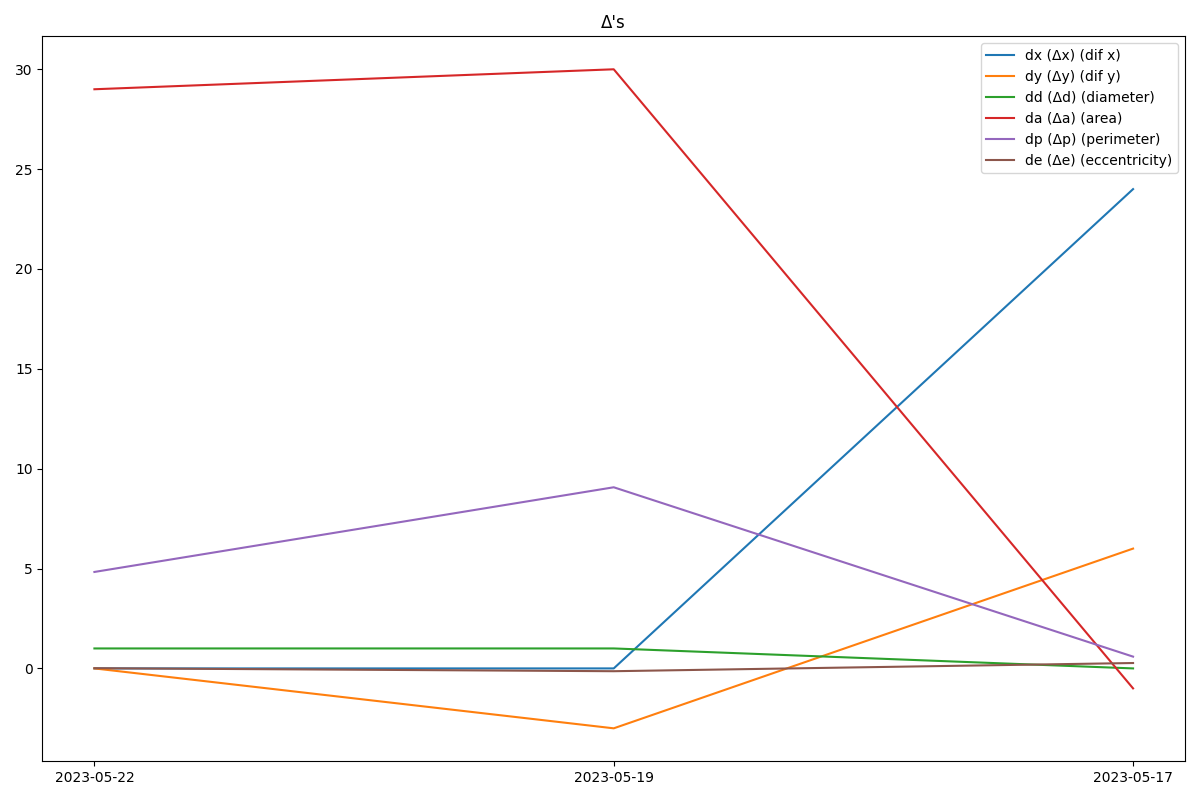 Δ's
dx (Δx) (dif x)
dy (Δy) (dif y)
dd (Δd) (diameter)
da (Δa) (area)
dp (Δp) (perimeter)
de (Δe) (eccentricity)
30
25
20
15
10
5
0
2023-05-22 2023-05-19 2023-05-17